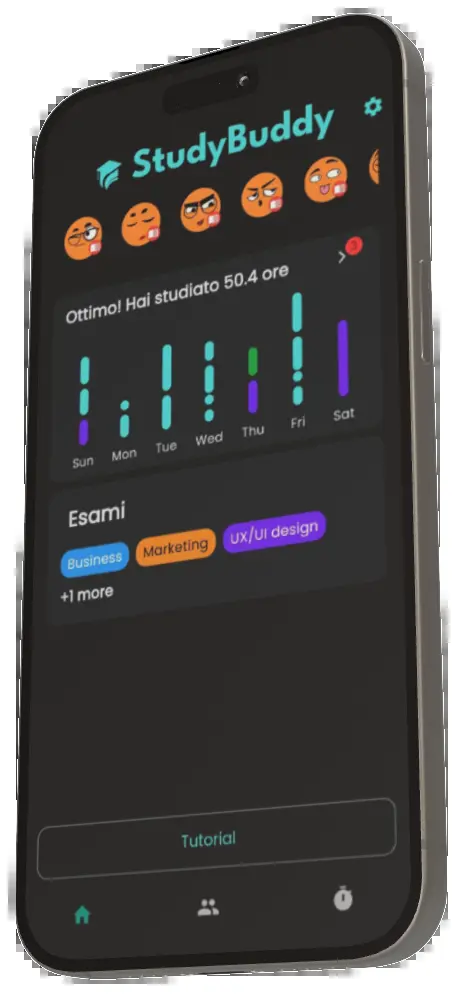 StudyBuddy
3
Ottimo! Hai studiato 50.4 ore
Sun Mon Tue Wed Thu Fri Sat
Esami
Business Marketing UX/UI design
+1 more
Tutorial